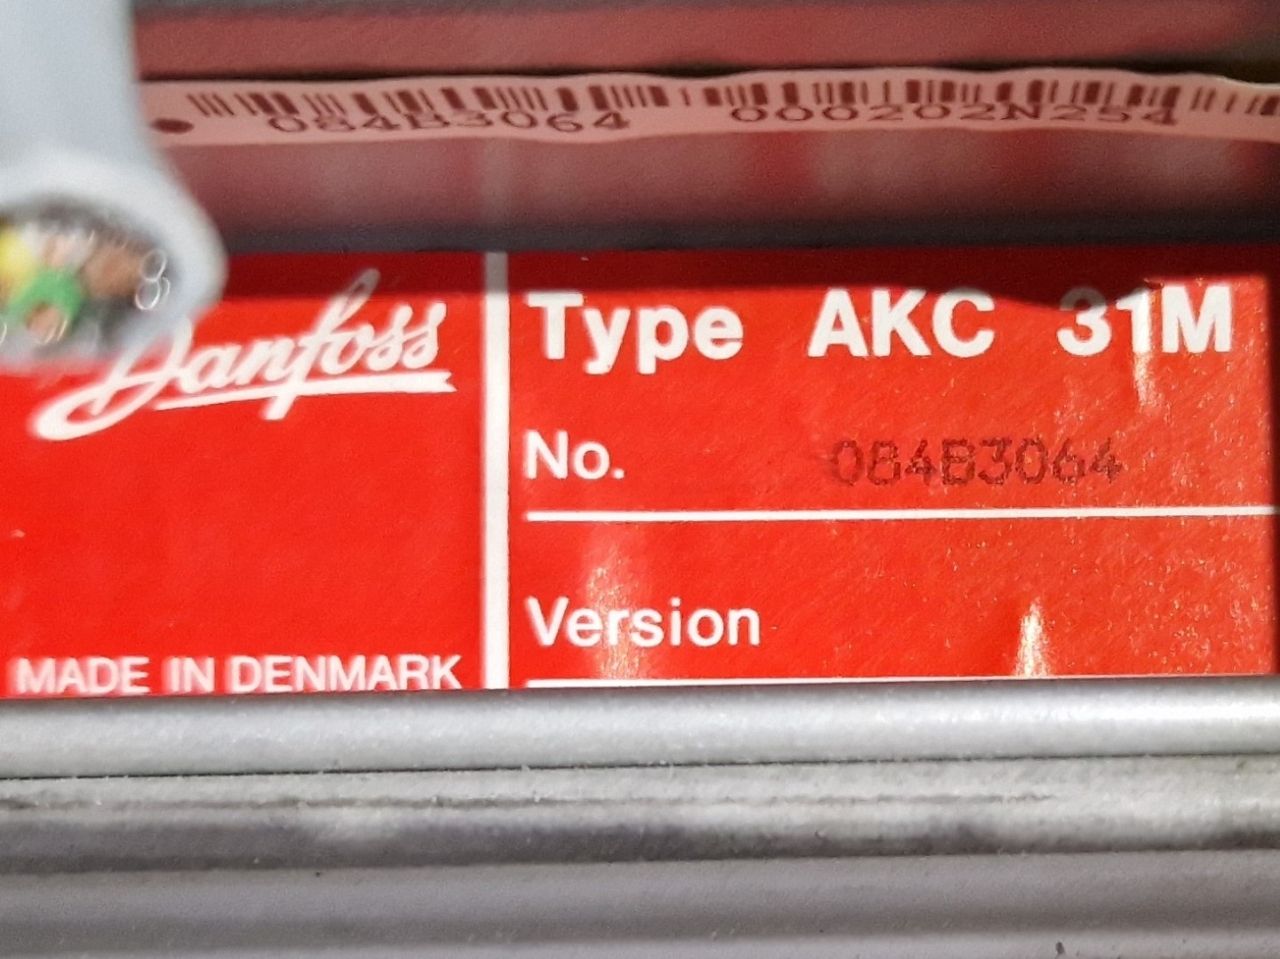 084B3064 000202N254
Danfoss
Type AKC 31M
No. 084B3064
Version
MADE IN DENMARK